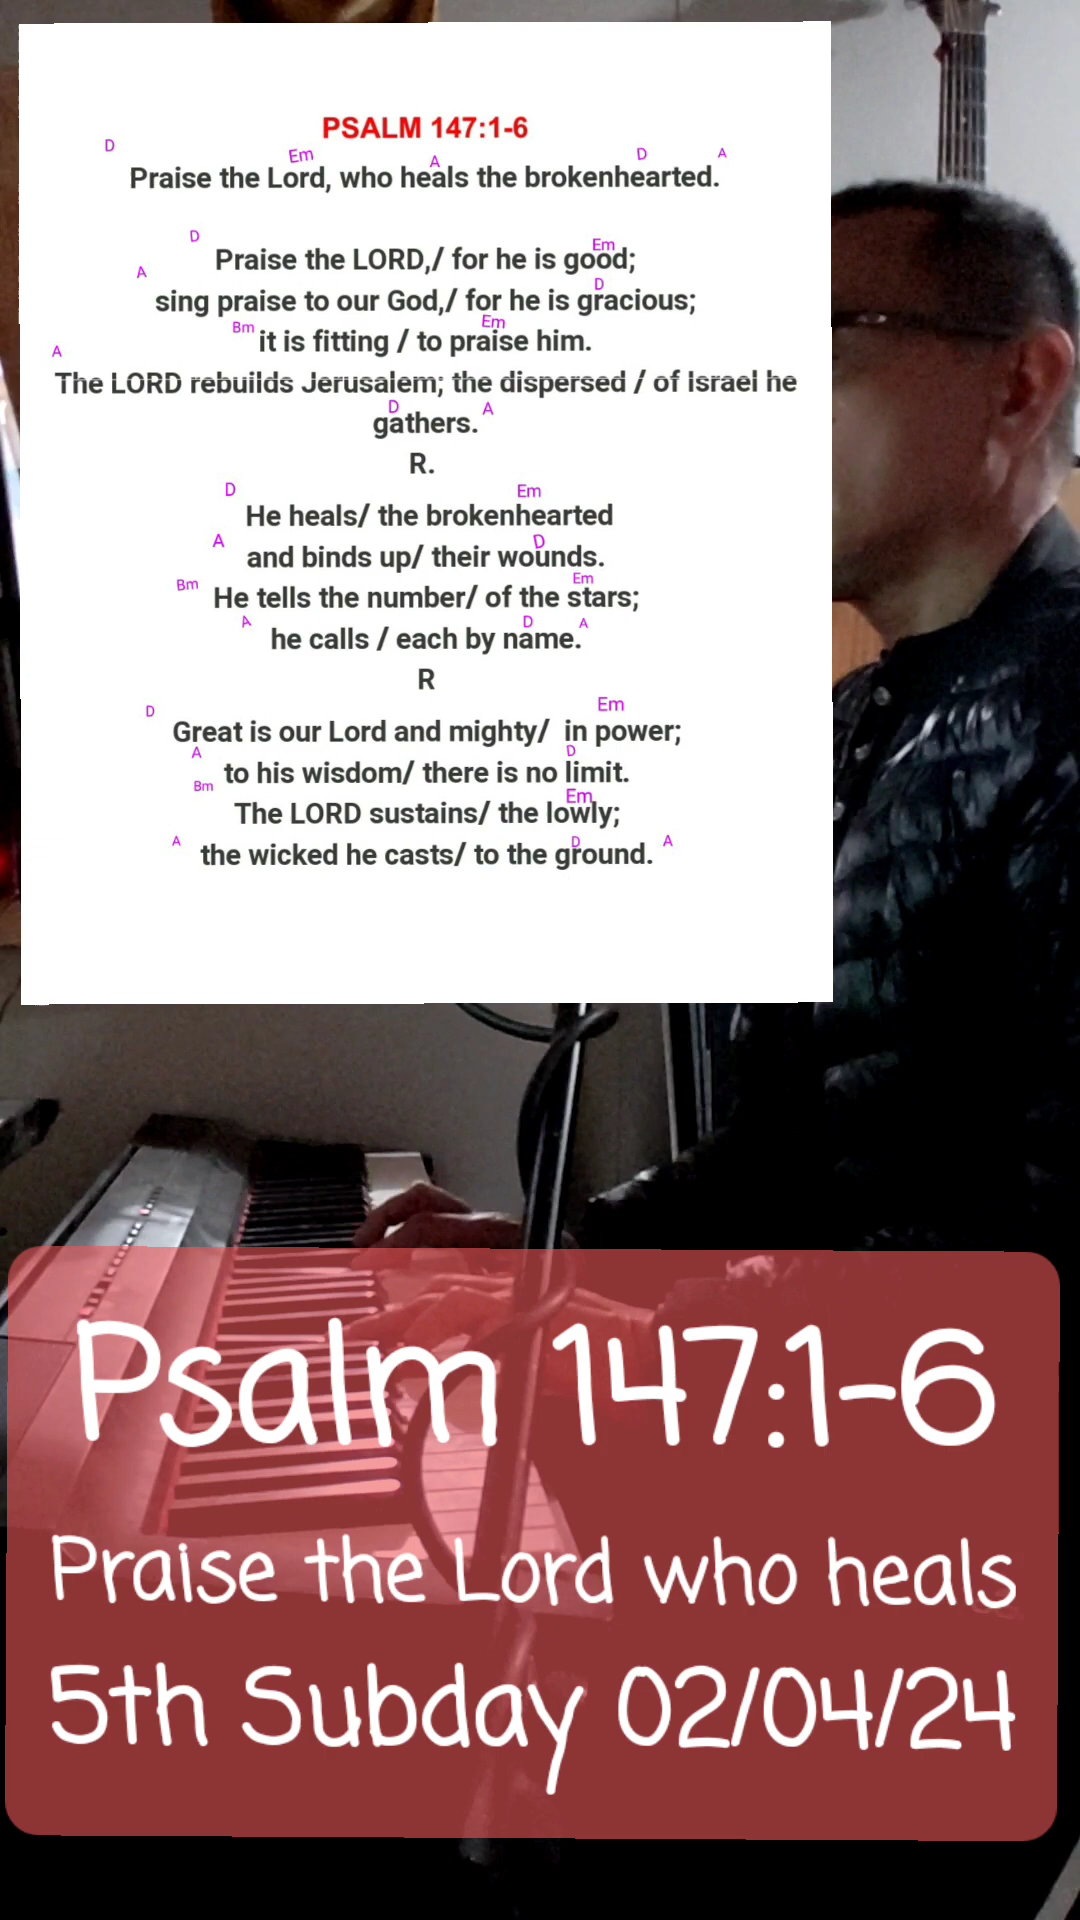 PSALM 147:1-6
D Em A D A
Praise the Lord, who heals the brokenhearted.
D Em
Praise the LORD,/ for he is good;
A D
sing praise to our God,/ for he is gracious;
Bm Em
it is fitting / to praise him.
A
The LORD rebuilds Jerusalem; the dispersed / of Israel he
D A
gathers.
R.
D Em
He heals/ the brokenhearted
A D
and binds up/ their wounds.
Bm Em
He tells the number/ of the stars;
A D A
he calls / each by name.
R
D Em
Great is our Lord and mighty/ in power;
A D
to his wisdom/ there is no limit.
Bm Em
The LORD sustains/ the lowly;
A D A
the wicked he casts/ to the ground.
Psalm 147:1-6
Praise the Lord who heals
5th Subday 02/04/24